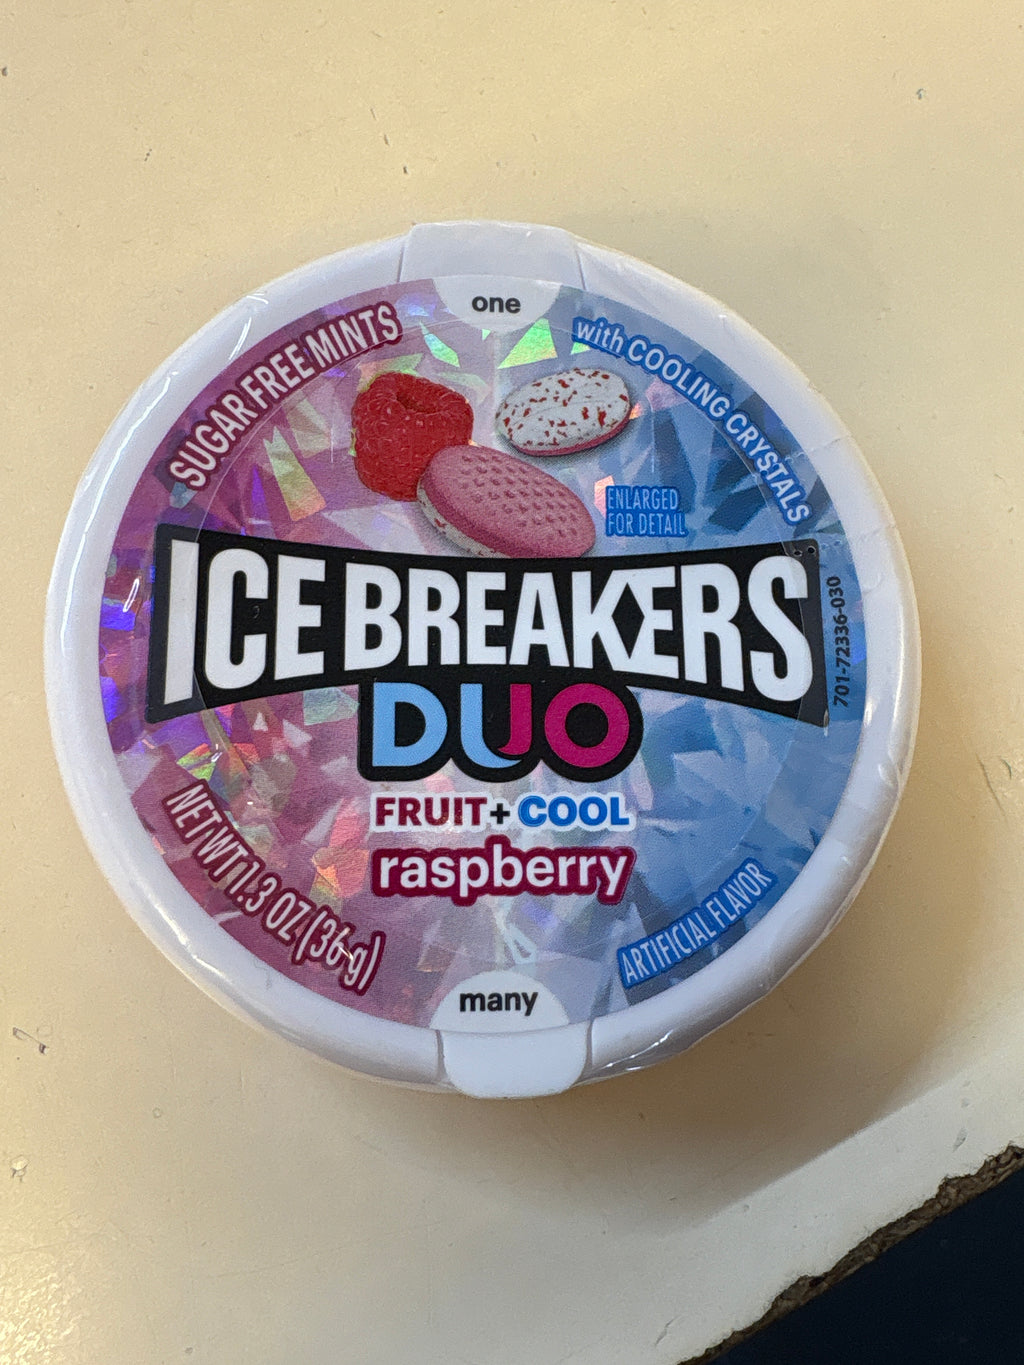 one
SUGAR FREE MINTS
with COOLING CRYSTALS
ENLARGED
FOR DETAIL
ICE BREAKERS
701-72336-030
DUO
FRUIT + COOL
raspberry
NET WT 1.3 OZ (36 g)
ARTIFICIAL FLAVOR
many